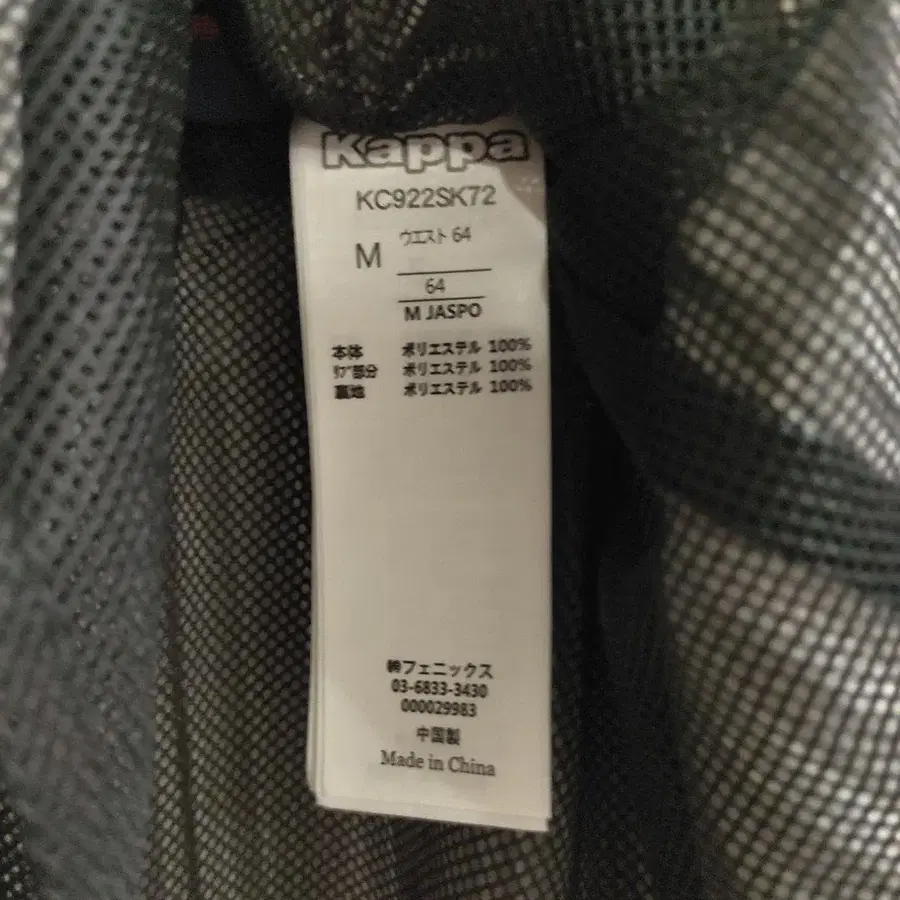 Kappa
KC922SK72
M
ウエスト 64
64
M JASPO
本体 ポリエステル 100%
リブ部分 ポリエステル 100%
裏地 ポリエステル 100%
㈱フェニックス
03-6833-3430
000029983
中国製
Made in China